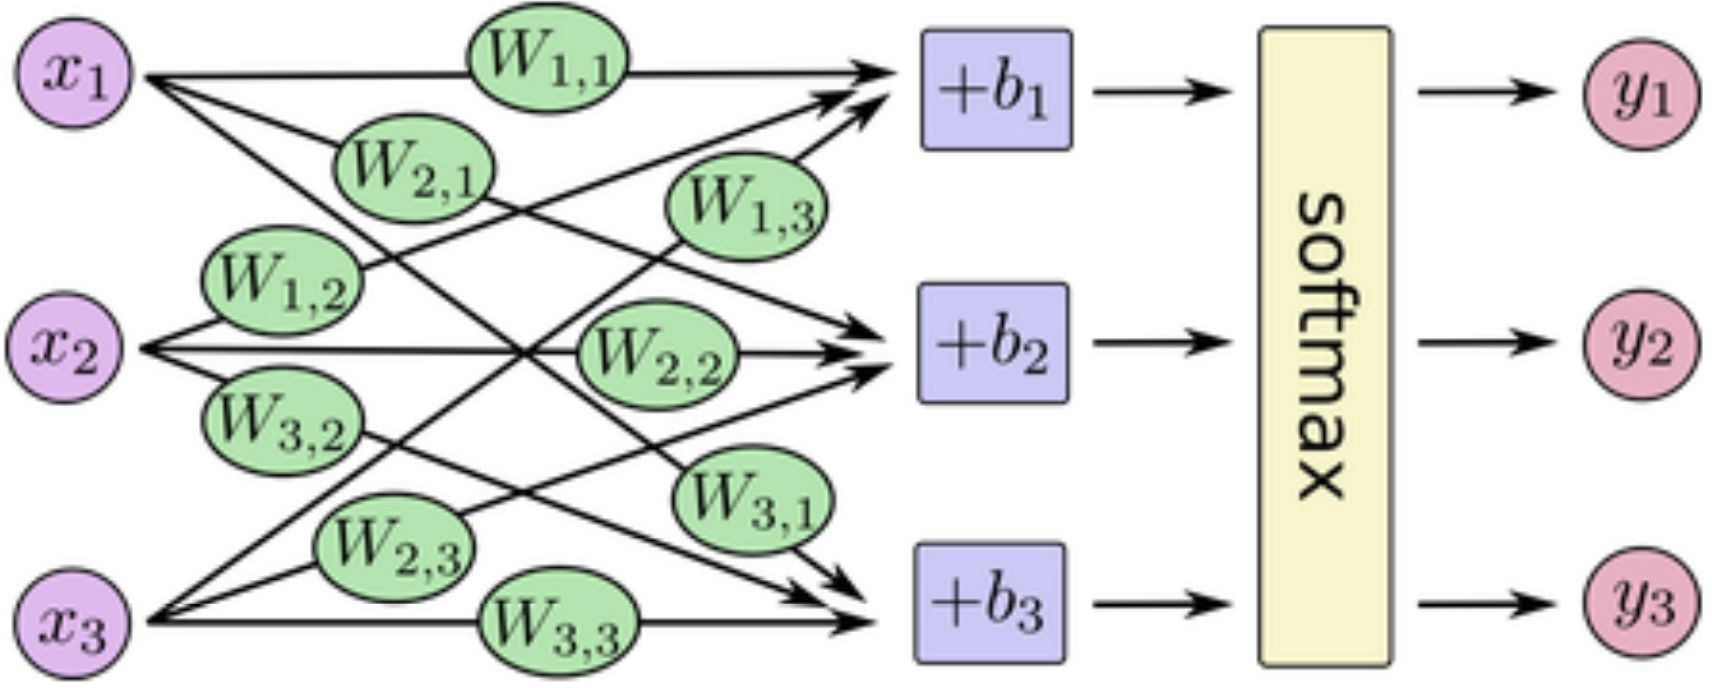 x1
W1,1
+b1
y1
W2,1
W1,3
W1,2
x2
W2,2
+b2
softmax
y2
W3,2
W3,1
W2,3
x3
W3,3
+b3
y3